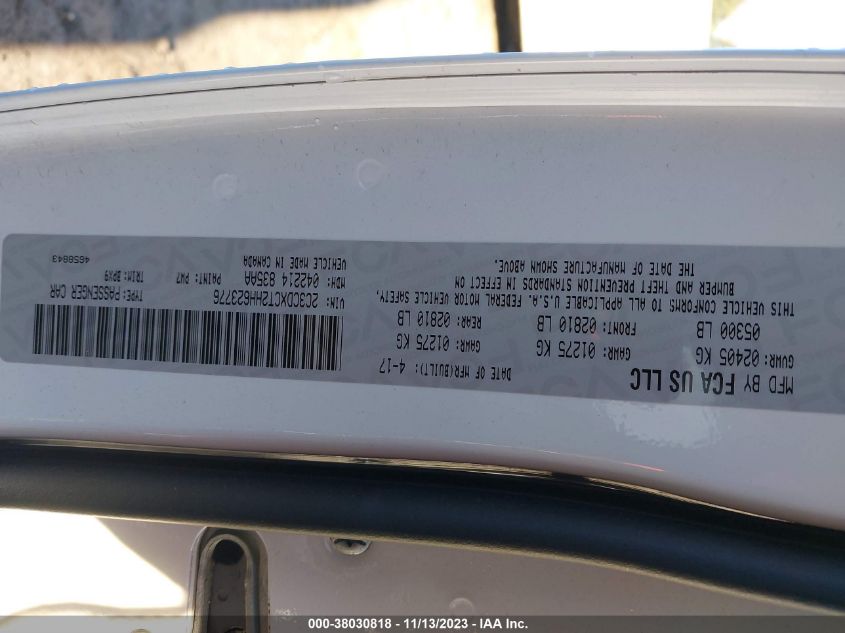 MFD BY FCA US LLC
DATE OF MFR(BUILT): 4-17
GVWR: 02405 KG
05300 LB
GAWR: 01275 KG
FRONT: 02810 LB
GAWR: 01275 KG
REAR: 02810 LB
THIS VEHICLE CONFORMS TO ALL APPLICABLE U.S.A. FEDERAL MOTOR VEHICLE SAFETY,
BUMPER AND THEFT PREVENTION STANDARDS IN EFFECT ON
THE DATE OF MANUFACTURE SHOWN ABOVE.
VIN: 2C3CDXCT2HH623776
TYPE: PASSENGER CAR
MDH: 042214 835AA
PAINT: PW7
TRIM: BPX9
VEHICLE MADE IN CANADA
4658843
000-38030818 - 11/13/2023 - IAA Inc.